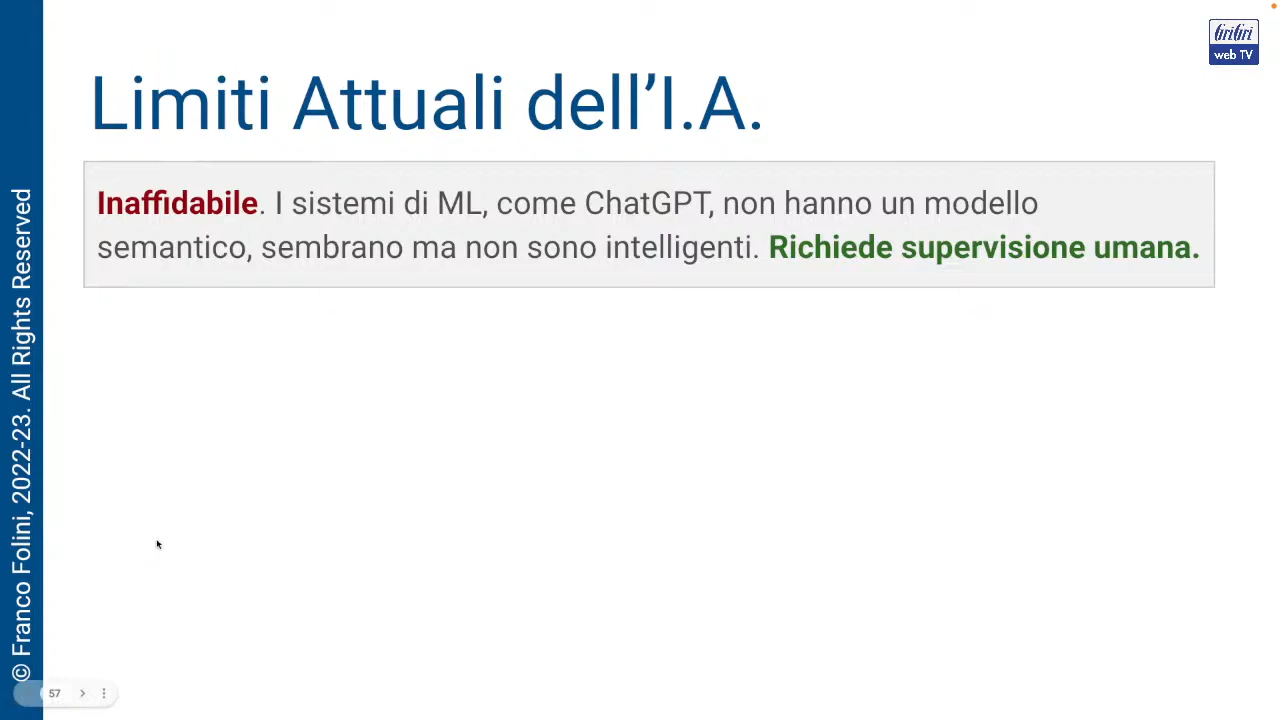 GriGri
web TV
Limiti Attuali dell’I.A.
Inaffidabile. I sistemi di ML, come ChatGPT, non hanno un modello
semantico, sembrano ma non sono intelligenti. Richiede supervisione umana.
© Franco Folini, 2022-23. All Rights Reserved
57